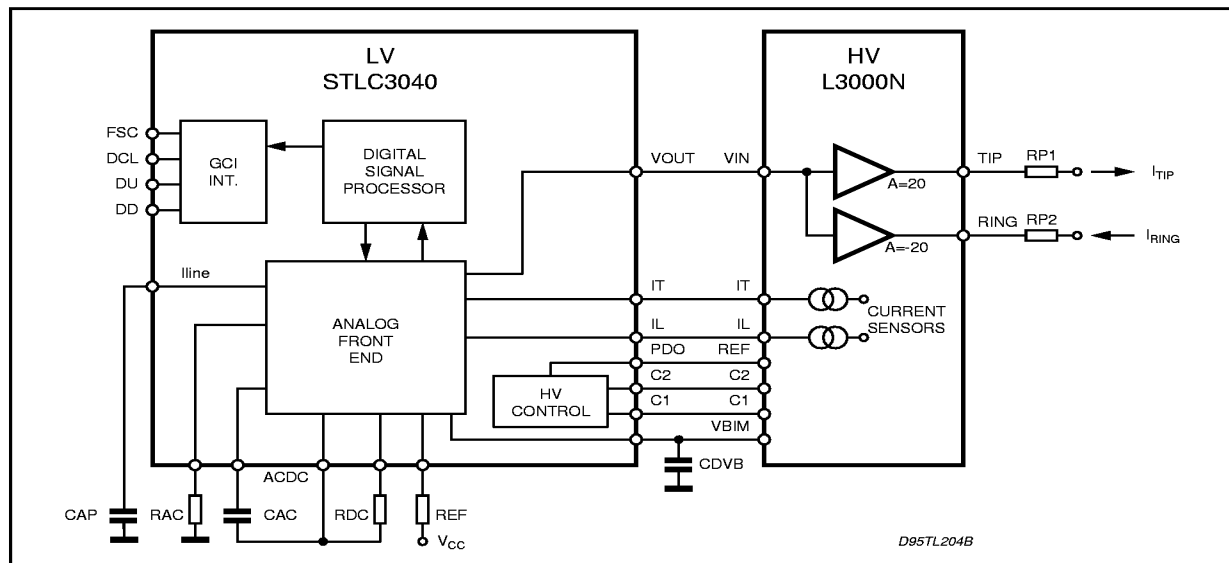 LV
STLC3040
HV
L3000N
FSC
DCL
DU
DD
GCI
INT.
DIGITAL
SIGNAL
PROCESSOR
VOUT
VIN
A=20
A=-20
TIP
RP1
I TIP
RING
RP2
I RING
Iline
ANALOG
FRONT
END
IT
IT
IL
IL
CURRENT
SENSORS
PDO
REF
C2
C2
C1
C1
HV
CONTROL
VBIM
CDVB
ACDC
CAP
RAC
CAC
RDC
REF
VCC
D95TL204B